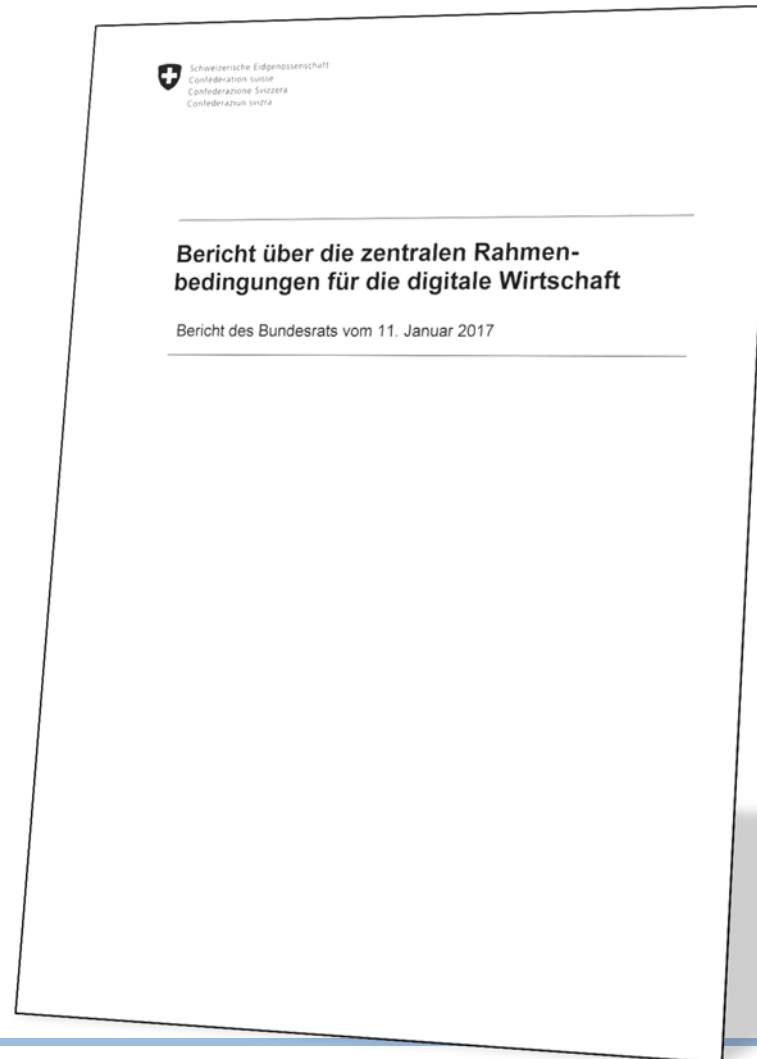 Schweizerische Eidgenossenschaft
Confédération suisse
Confederazione Svizzera
Confederaziun svizra
Bericht über die zentralen Rahmen-
bedingungen für die digitale Wirtschaft
Bericht des Bundesrats vom 11. Januar 2017